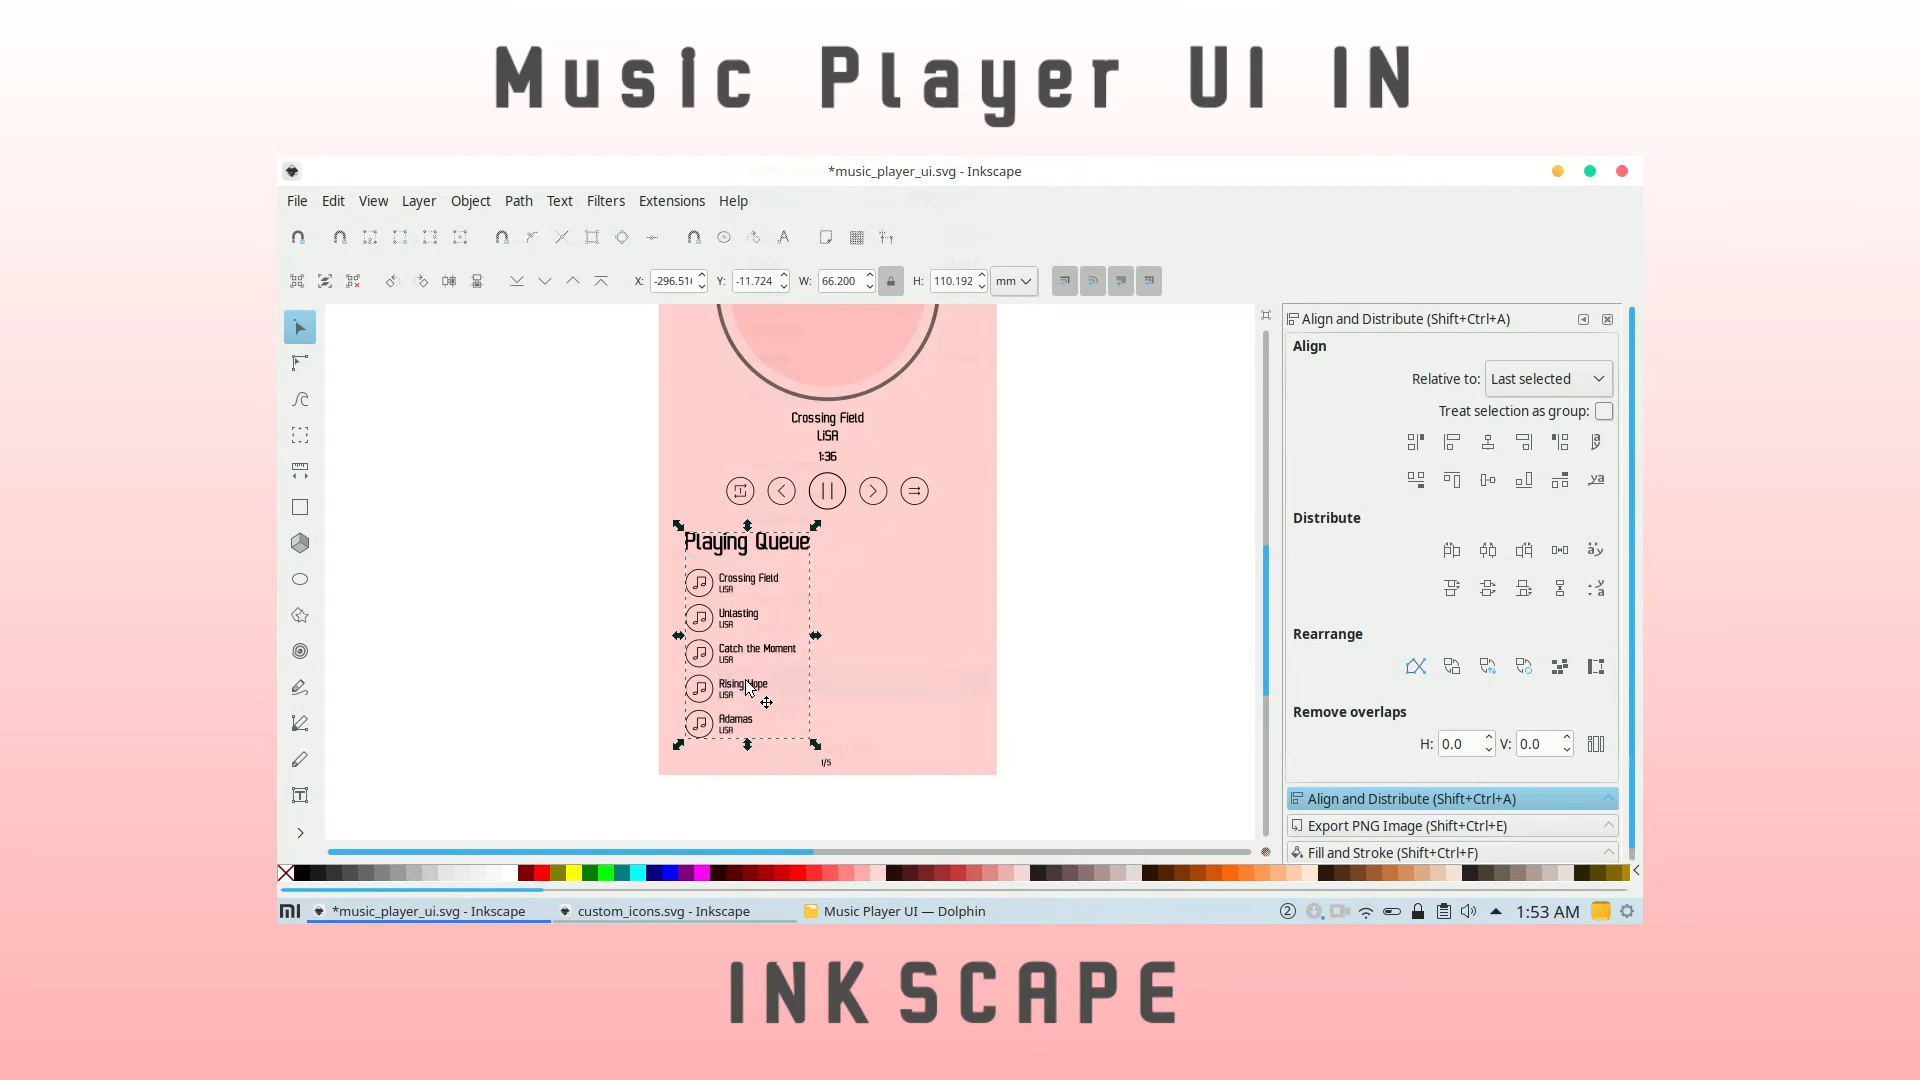 Music Player UI IN
*music_player_ui.svg - Inkscape
File Edit View Layer Object Path Text Filters Extensions Help
X: -296.516 Y: -11.724 W: 66.200 H: 110.192 mm
Align and Distribute (Shift+Ctrl+A)
Align
Relative to: Last selected
Treat selection as group:
Distribute
Rearrange
Remove overlaps
H: 0.0 V: 0.0
Align and Distribute (Shift+Ctrl+A)
Export PNG Image (Shift+Ctrl+E)
Fill and Stroke (Shift+Ctrl+F)
Crossing Field
LiSA
1:36
Playing Queue
Crossing Field
LiSA
Unlasting
LiSA
Catch the Moment
LiSA
Rising Hope
LiSA
Adamas
LiSA
1/5
*music_player_ui.svg - Inkscape
custom_icons.svg - Inkscape
Music Player UI — Dolphin
2
1:53 AM
INKSCAPE